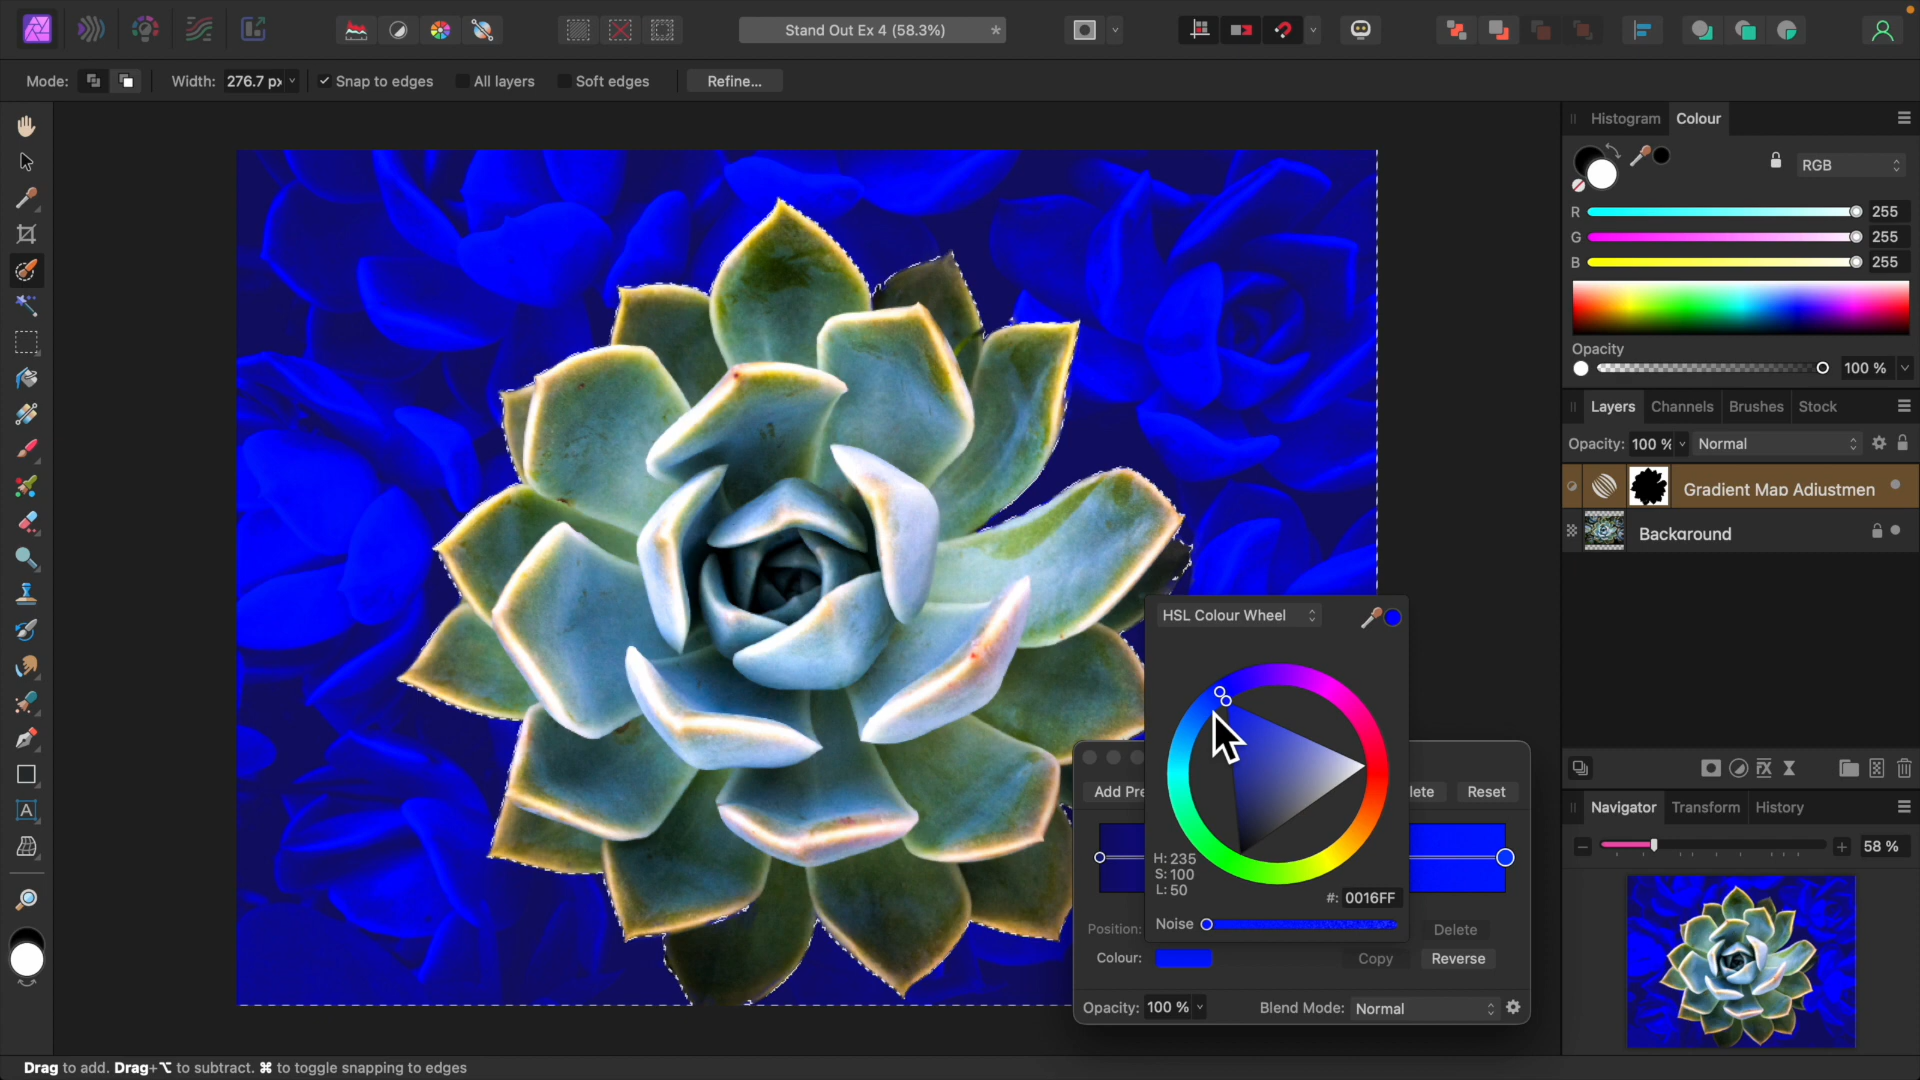 Stand Out Ex 4 (58.3%)
*
Mode:
Width: 276.7 px
Snap to edges
All layers
Soft edges
Refine...
Histogram
Colour
RGB
R
255
G
255
B
255
Opacity
100 %
Layers
Channels
Brushes
Stock
Opacity: 100 %
Normal
Gradient Map Adjustmen
Background
FX
Navigator
Transform
History
58 %
A
HSL Colour Wheel
H: 235
S: 100
L: 50
#: 0016FF
Noise
Add Pre
lete
Reset
Position:
Delete
Colour:
Copy
Reverse
Opacity: 100 %
Blend Mode: Normal
Drag to add. Drag+⌥ to subtract. ⌘ to toggle snapping to edges